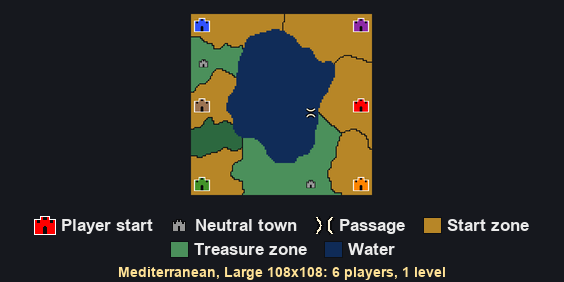 Player start Neutral town Passage Start zone
Treasure zone Water
Mediterranean, Large 108x108: 6 players, 1 level